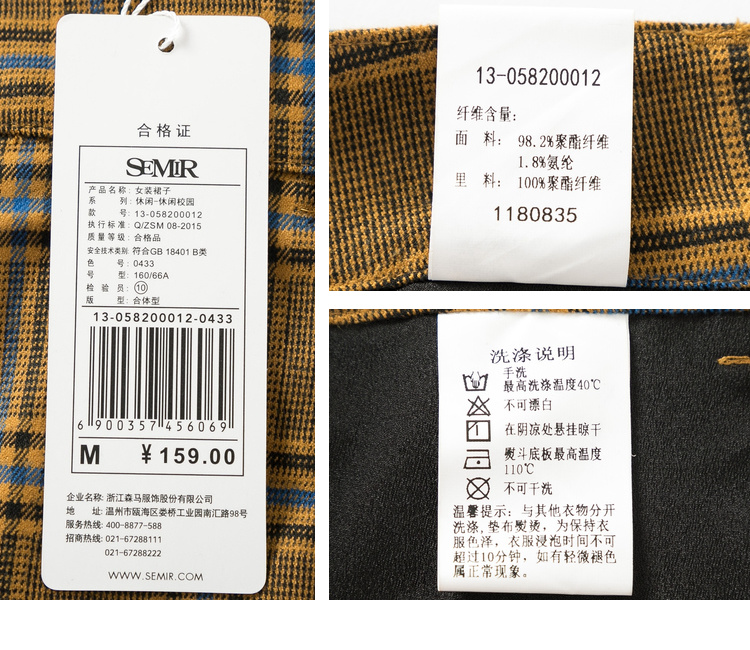 合格证
SEMIR
产品名称: 女装裙子
系 列: 休闲-休闲校园
款 号: 13-058200012
执行标准: Q/ZSM 08-2015
质量等级: 合格品
安全技术类别: 符合GB 18401 B类
色 号: 0433
号 型: 160/66A
检 验 员: ⑩
版 型: 合体型
13-058200012-0433
6 900357 456069
M ¥159.00
企业名称: 浙江森马服饰股份有限公司
地 址: 温州市瓯海区娄桥工业园南汇路98号
服务热线: 400-8877-588
招商热线: 021-67288111
021-67288222
WWW.SEMIR.COM
13-058200012
纤维含量:
面 料: 98.2%聚酯纤维
1.8%氨纶
里 料: 100%聚酯纤维
1180835
洗涤说明
手洗
最高洗涤温度40℃
不可漂白
在阴凉处悬挂晾干
熨斗底板最高温度
110℃
不可干洗
温馨提示: 与其他衣物分开
洗涤,垫布熨烫, 为保持衣
服色泽, 衣服浸泡时间不可
超过10分钟, 如有轻微褪色
属正常现象。